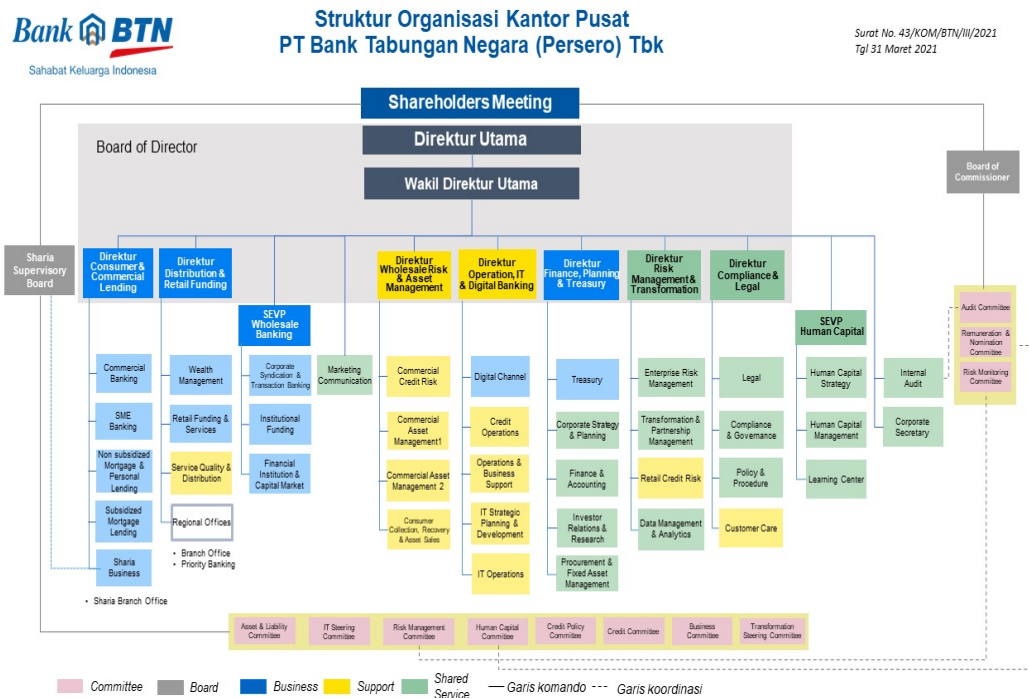 Bank BTN
Sahabat Keluarga Indonesia
Struktur Organisasi Kantor Pusat
PT Bank Tabungan Negara (Persero) Tbk
Surat No. 43/KOM/BTN/III/2021
Tgl 31 Maret 2021
Shareholders Meeting
Board of Director
Direktur Utama
Wakil Direktur Utama
Board of
Commissioner
Sharia
Supervisory
Board
Direktur
Consumer &
Commercial
Lending
Direktur
Distribution &
Retail Funding
Direktur
Wholesale Risk
& Asset
Management
Direktur
Operation, IT
& Digital Banking
Direktur
Finance, Planning
& Treasury
Direktur
Risk
Management &
Transformation
Direktur
Compliance &
Legal
SEVP
Wholesale
Banking
SEVP
Human Capital
Audit Committee
Remuneration &
Nomination
Committee
Risk Monitoring
Committee
Commercial
Banking
SME
Banking
Non subsidized
Mortgage &
Personal
Lending
Subsidized
Mortgage
Lending
Sharia
Business
• Sharia Branch Office
Wealth
Management
Retail Funding &
Services
Service Quality &
Distribution
Regional Offices
• Branch Office
• Priority Banking
Corporate
Syndication &
Transaction Banking
Institutional
Funding
Financial
Institution &
Capital Market
Marketing
Communication
Commercial
Credit Risk
Commercial
Asset
Management1
Commercial Asset
Management 2
Consumer
Collection, Recovery
& Asset Sales
Digital Channel
Credit
Operations
Operations &
Business
Support
IT Strategic
Planning &
Development
IT Operations
Treasury
Corporate Strategy
& Planning
Finance &
Accounting
Investor
Relations &
Research
Procurement &
Fixed Asset
Management
Enterprise Risk
Management
Transformation &
Partnership
Management
Retail Credit Risk
Data Management
& Analytics
Legal
Compliance
& Governance
Policy &
Procedure
Customer Care
Human Capital
Strategy
Human Capital
Management
Learning Center
Internal
Audit
Corporate
Secretary
Asset & Liability
Committee
IT Steering
Committee
Risk Management
Committee
Human Capital
Committee
Credit Policy
Committee
Credit Committee
Business
Committee
Transformation
Steering Committee
Committee
Board
Business
Support
Shared
Service
Garis komando
Garis koordinasi